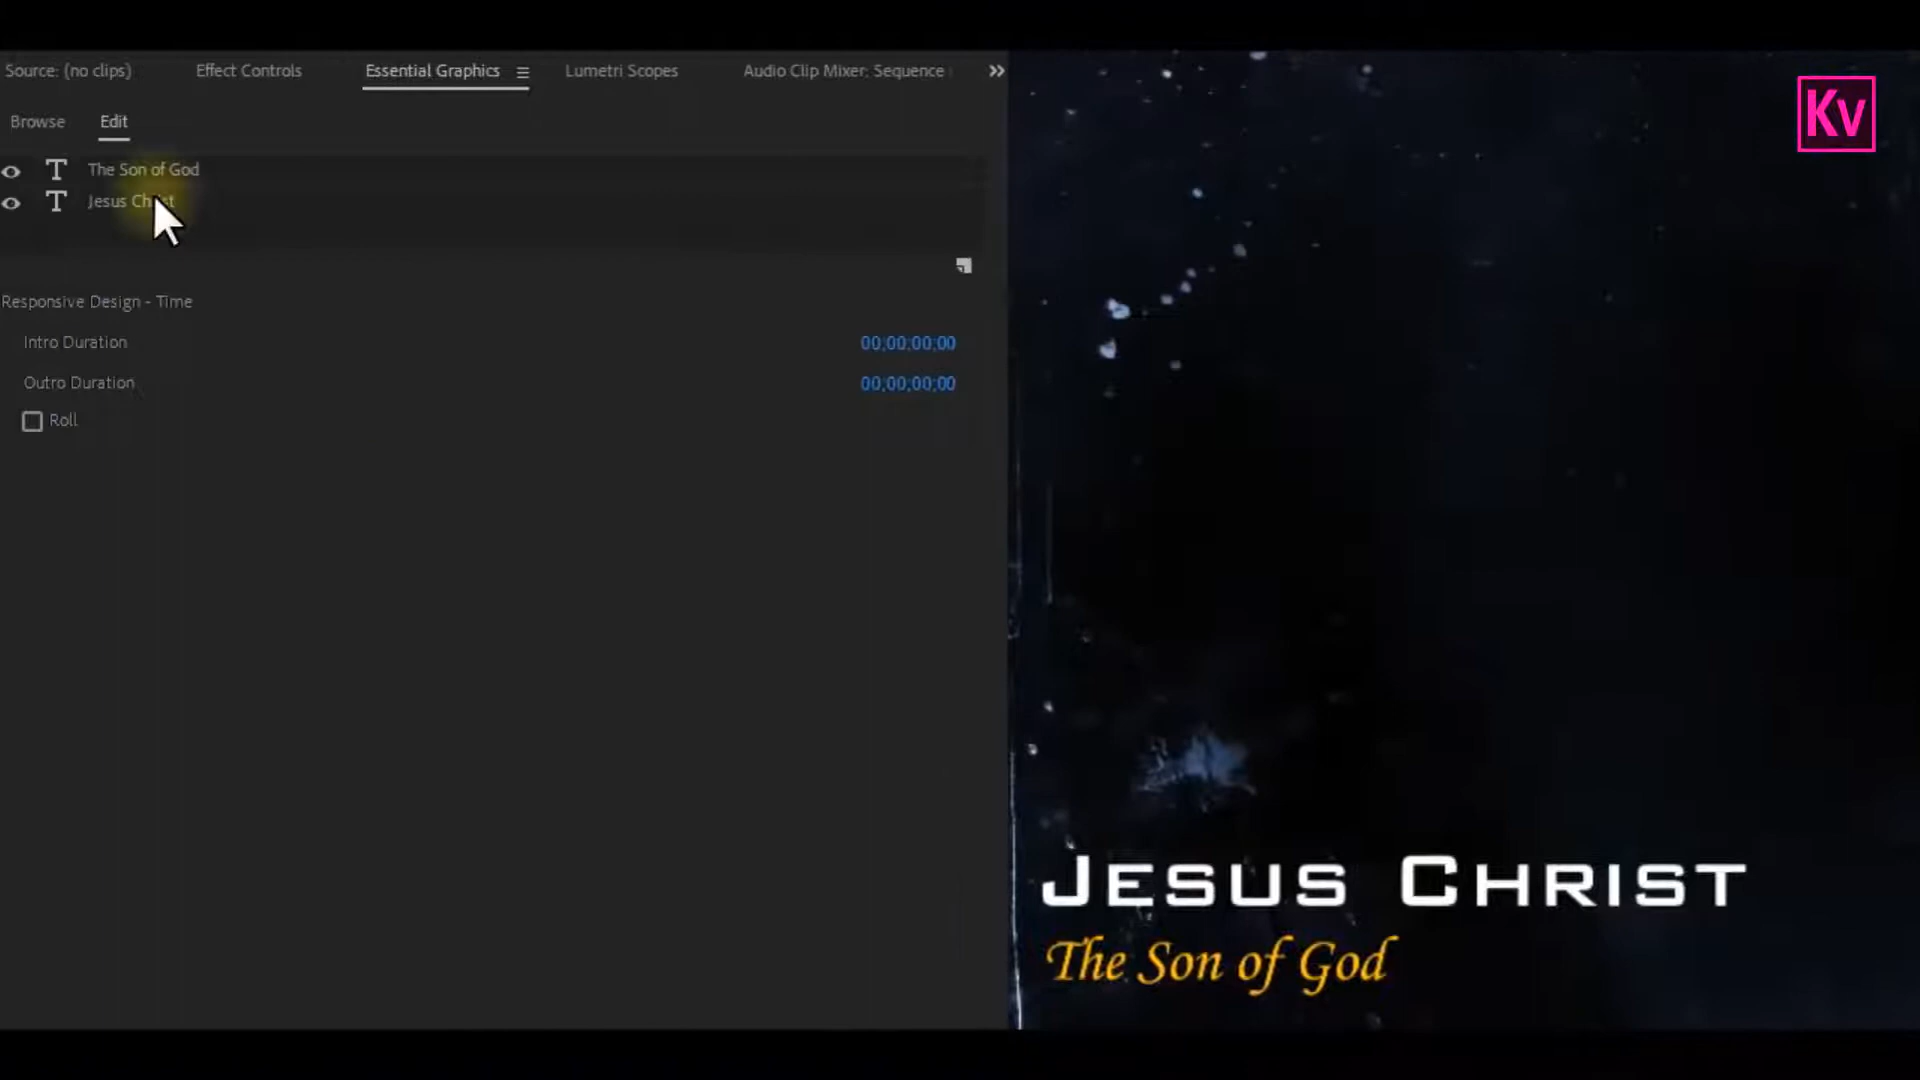 Source: (no clips)
Effect Controls
Essential Graphics
Lumetri Scopes
Audio Clip Mixer: Sequence
Kv
Browse
Edit
The Son of God
Jesus Christ
Responsive Design - Time
Intro Duration
00;00;00;00
Outro Duration
00;00;00;00
Roll
JESUS CHRIST
The Son of God